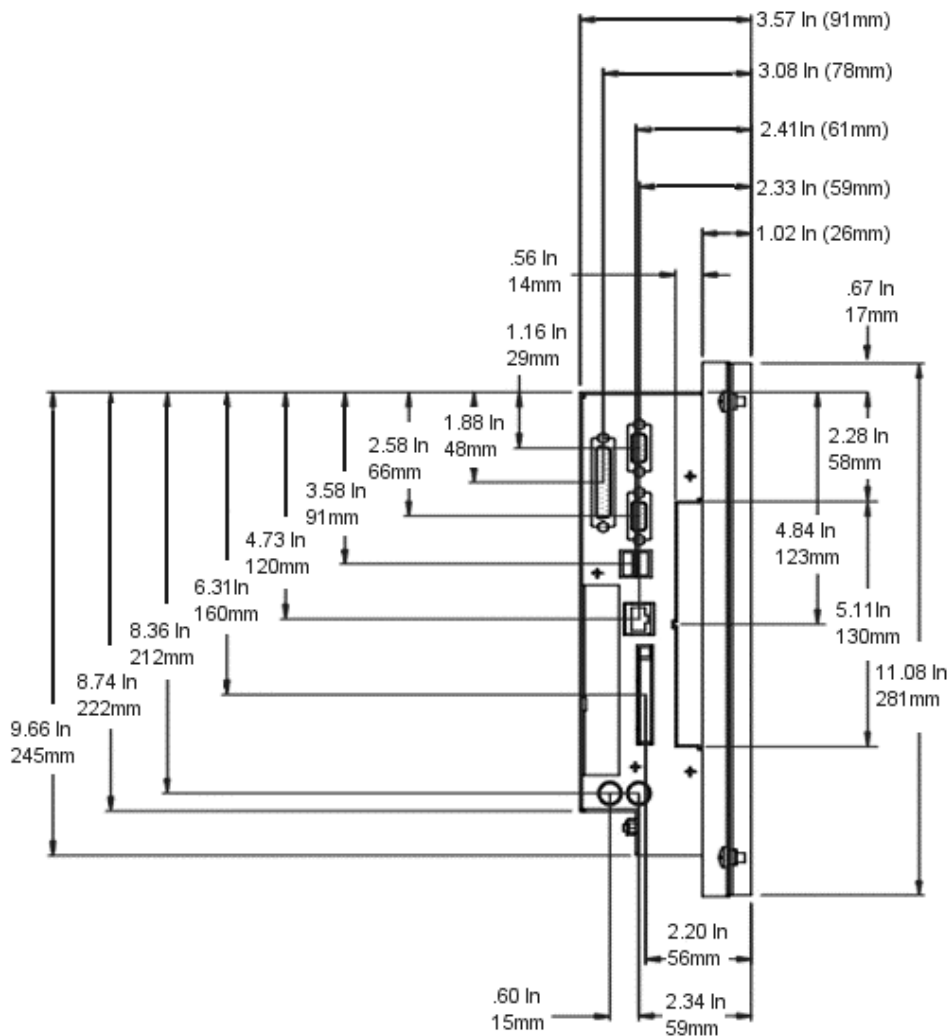 3.57 In (91mm)
3.08 In (78mm)
2.41In (61mm)
2.33 In (59mm)
1.02 In (26mm)
.56 In
14mm
.67 In
17mm
1.16 In
29mm
1.88 In
48mm
2.58 In
66mm
3.58 In
91mm
4.73 In
120mm
6.31In
160mm
8.36 In
212mm
8.74 In
222mm
9.66 In
245mm
2.28 In
58mm
4.84 In
123mm
5.11In
130mm
11.08 In
281mm
2.20 In
56mm
.60 In
15mm
2.34 In
59mm